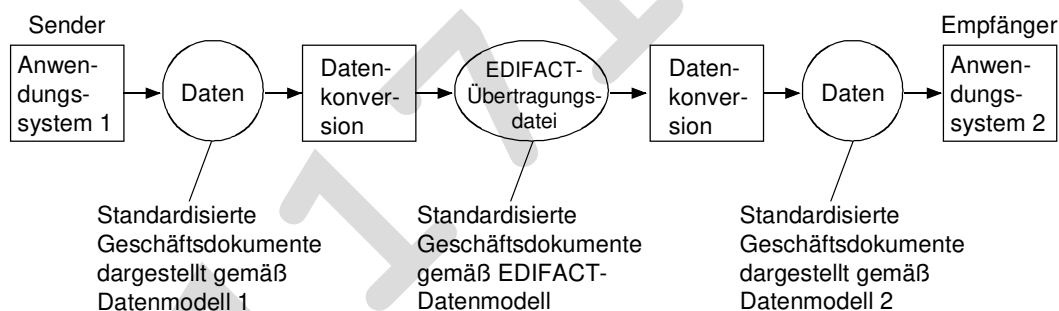 Sender
Empfänger
Anwen-
dungs-
system 1
Daten
Daten-
konver-
sion
EDIFACT-
Übertragungs-
datei
Daten-
konver-
sion
Daten
Anwen-
dungs-
system 2
Standardisierte
Geschäftsdokumente
dargestellt gemäß
Datenmodell 1
Standardisierte
Geschäftsdokumente
gemäß EDIFACT-
Datenmodell
Standardisierte
Geschäftsdokumente
dargestellt gemäß
Datenmodell 2